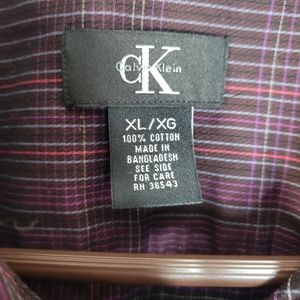 CK
Calvin Klein
XL/XG
100% COTTON
MADE IN
BANGLADESH
SEE SIDE
FOR CARE
RN 36543